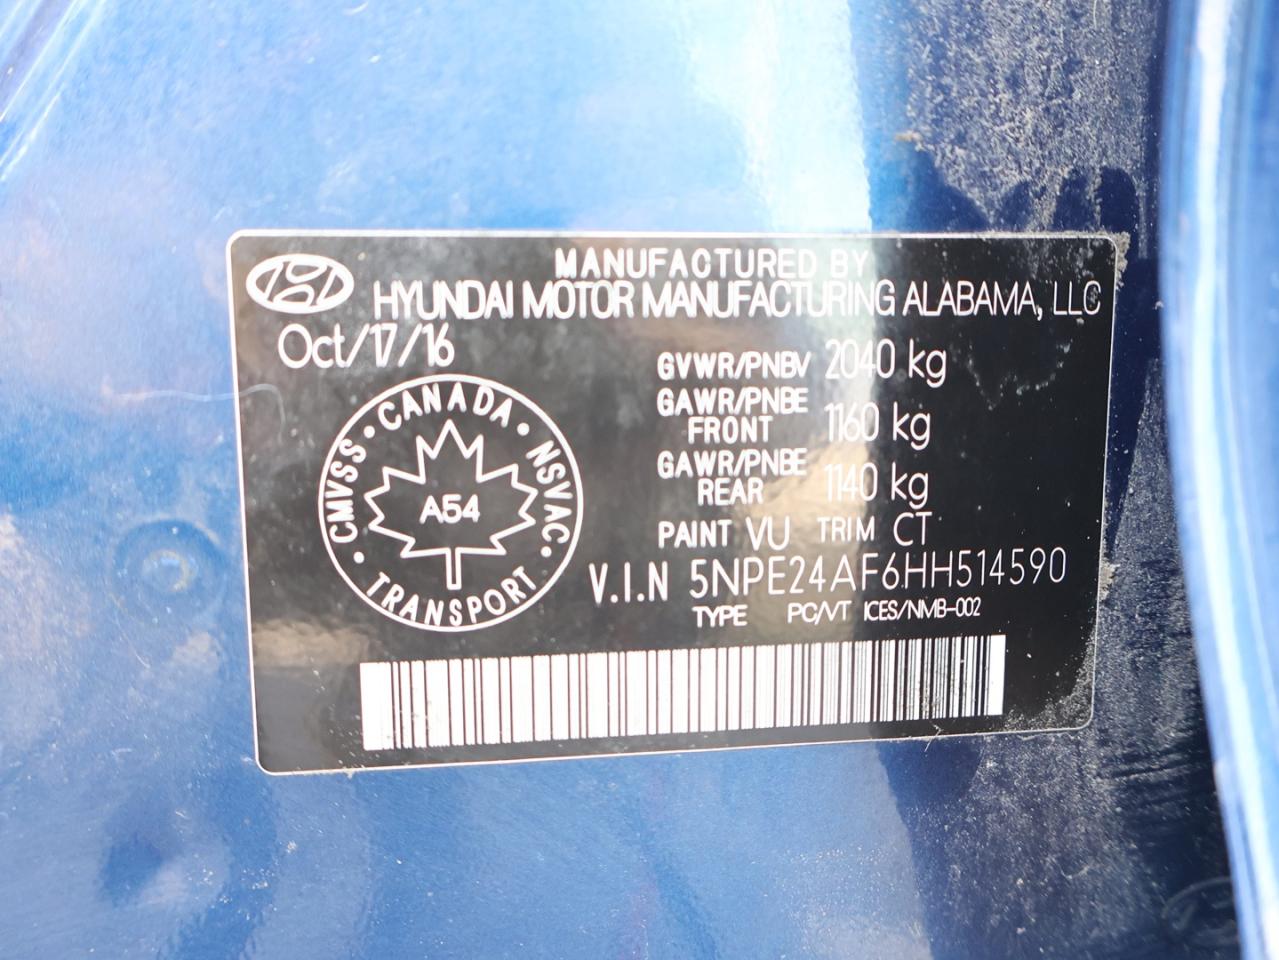 MANUFACTURED BY
HYUNDAI MOTOR MANUFACTURING ALABAMA, LLC
Oct/17/16
GVWR/PNBV 2040 kg
GAWR/PNBE FRONT 1160 kg
GAWR/PNBE REAR 1140 kg
PAINT VU TRIM CT
V.I.N 5NPE24AF6HH514590
TYPE PC/VT ICES/NMB-002
CMVSS · CANADA · NSVAC ·
TRANSPORT ·
A54